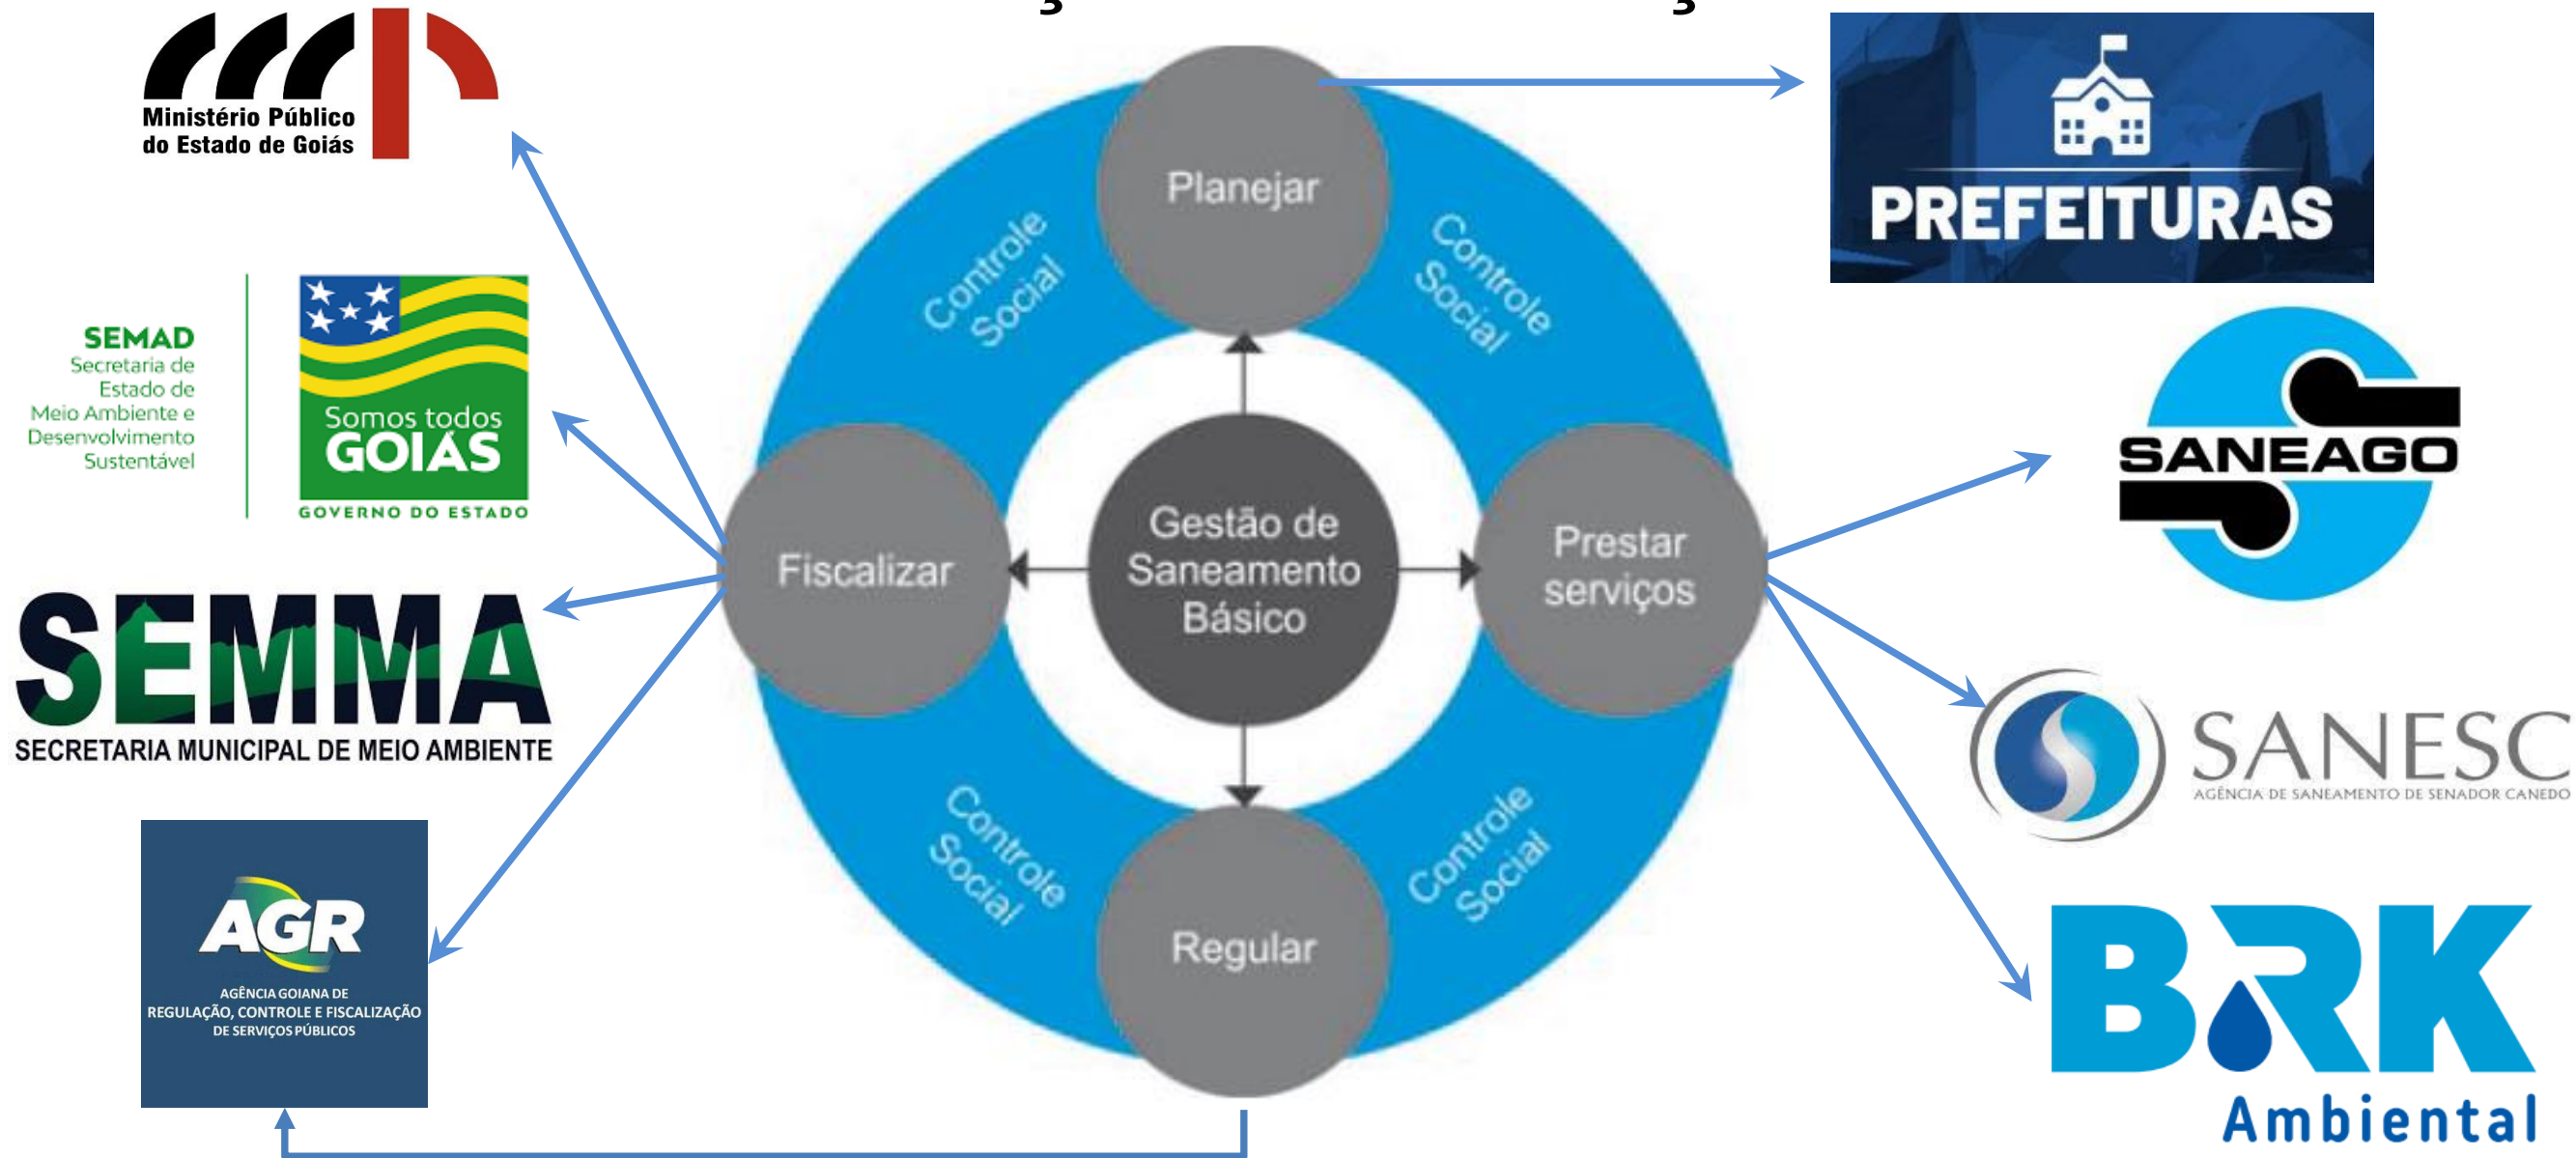 Ministério Público
do Estado de Goiás
SEMAD
Secretaria de
Estado de
Meio Ambiente e
Desenvolvimento
Sustentável
Somos todos
GOIÁS
GOVERNO DO ESTADO
SEMMA
SECRETARIA MUNICIPAL DE MEIO AMBIENTE
AGR
AGÊNCIA GOIANA DE
REGULAÇÃO, CONTROLE E FISCALIZAÇÃO
DE SERVIÇOS PÚBLICOS
Planejar
Controle
Social
Controle
Social
Fiscalizar
Gestão de
Saneamento
Básico
Prestar
serviços
Controle
Social
Controle
Social
Regular
PREFEITURAS
SANEAGO
SANESC
AGÊNCIA DE SANEAMENTO DE SENADOR CANEDO
BRK
Ambiental